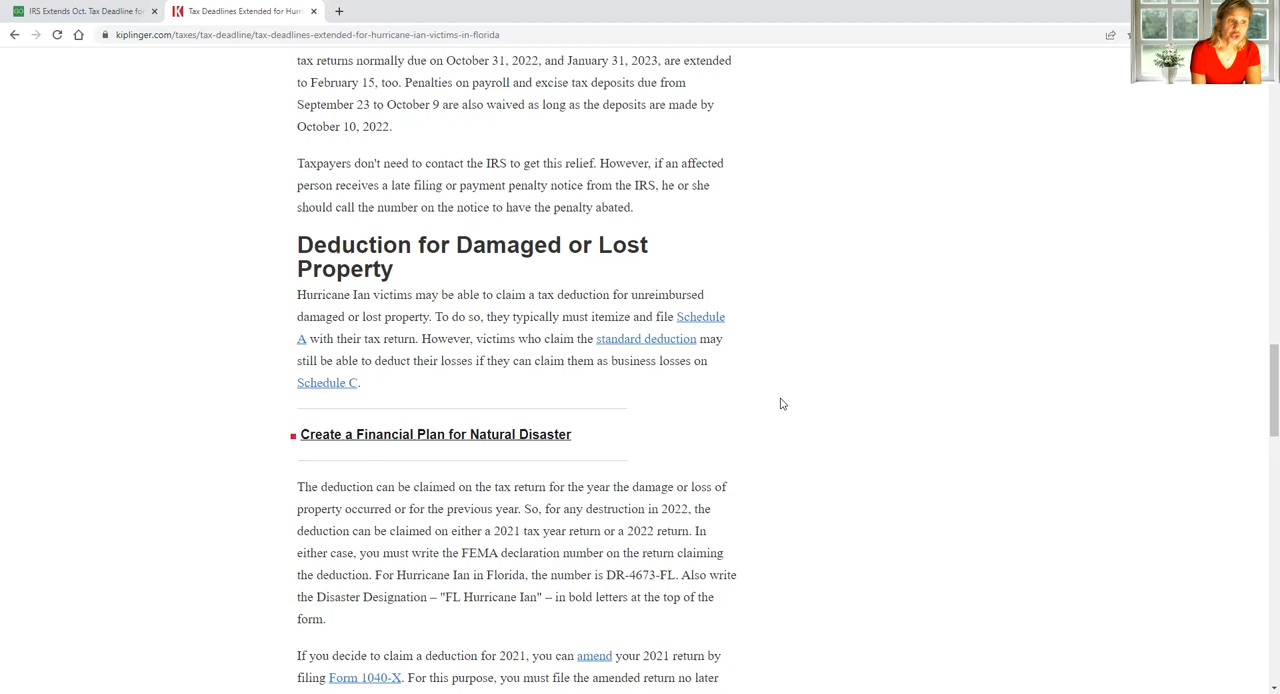 IRS Extends Oct. Tax Deadline for
Tax Deadlines Extended for Hurr
kiplinger.com/taxes/tax-deadline/tax-deadlines-extended-for-hurricane-ian-victims-in-florida
tax returns normally due on October 31, 2022, and January 31, 2023, are extended
to February 15, too. Penalties on payroll and excise tax deposits due from
September 23 to October 9 are also waived as long as the deposits are made by
October 10, 2022.
Taxpayers don't need to contact the IRS to get this relief. However, if an affected
person receives a late filing or payment penalty notice from the IRS, he or she
should call the number on the notice to have the penalty abated.
Deduction for Damaged or Lost
Property
Hurricane Ian victims may be able to claim a tax deduction for unreimbursed
damaged or lost property. To do so, they typically must itemize and file Schedule
A with their tax return. However, victims who claim the standard deduction may
still be able to deduct their losses if they can claim them as business losses on
Schedule C.
Create a Financial Plan for Natural Disaster
The deduction can be claimed on the tax return for the year the damage or loss of
property occurred or for the previous year. So, for any destruction in 2022, the
deduction can be claimed on either a 2021 tax year return or a 2022 return. In
either case, you must write the FEMA declaration number on the return claiming
the deduction. For Hurricane Ian in Florida, the number is DR-4673-FL. Also write
the Disaster Designation – "FL Hurricane Ian" – in bold letters at the top of the
form.
If you decide to claim a deduction for 2021, you can amend your 2021 return by
filing Form 1040-X. For this purpose, you must file the amended return no later